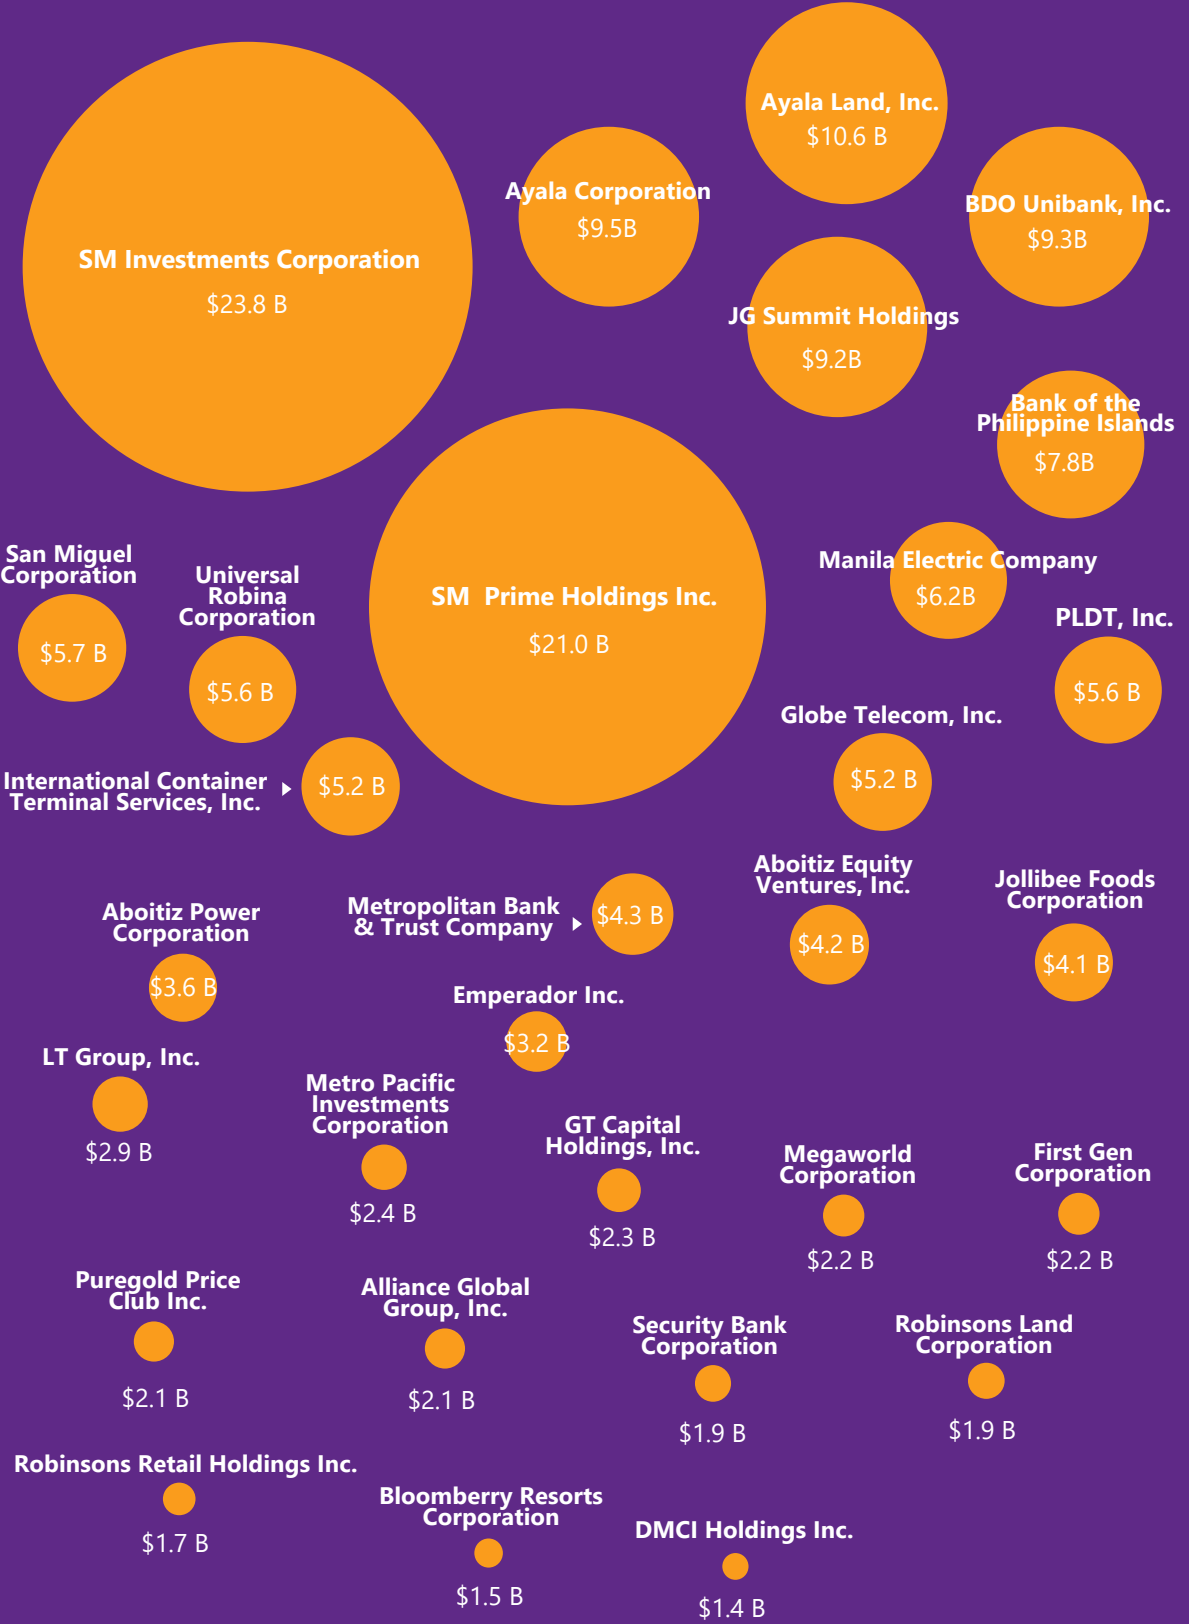 Ayala Land, Inc.
$10.6 B
Ayala Corporation
$9.5B
BDO Unibank, Inc.
$9.3B
SM Investments Corporation
$23.8 B
JG Summit Holdings
$9.2B
Bank of the
Philippine Islands
$7.8B
San Miguel
Corporation
$5.7 B
Universal
Robina
Corporation
$5.6 B
SM Prime Holdings Inc.
$21.0 B
Manila Electric Company
$6.2B
PLDT, Inc.
$5.6 B
Globe Telecom, Inc.
$5.2 B
International Container
Terminal Services, Inc.
$5.2 B
Aboitiz Power
Corporation
$3.6 B
Metropolitan Bank
& Trust Company
$4.3 B
Aboitiz Equity
Ventures, Inc.
$4.2 B
Jollibee Foods
Corporation
$4.1 B
Emperador Inc.
$3.2 B
LT Group, Inc.
$2.9 B
Metro Pacific
Investments
Corporation
$2.4 B
GT Capital
Holdings, Inc.
$2.3 B
Megaworld
Corporation
$2.2 B
First Gen
Corporation
$2.2 B
Puregold Price
Club Inc.
$2.1 B
Alliance Global
Group, Inc.
$2.1 B
Security Bank
Corporation
$1.9 B
Robinsons Land
Corporation
$1.9 B
Robinsons Retail Holdings Inc.
$1.7 B
Bloomberry Resorts
Corporation
$1.5 B
DMCI Holdings Inc.
$1.4 B